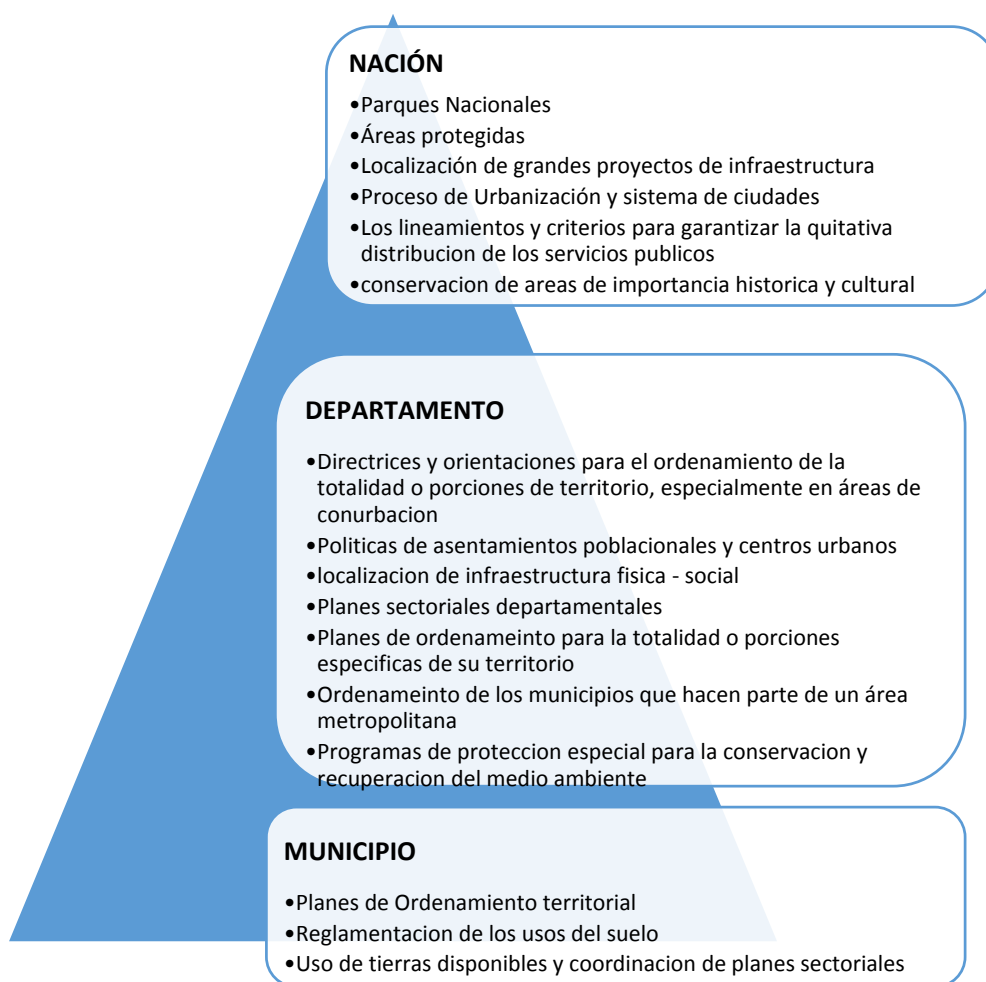 NACIÓN
•Parques Nacionales
•Áreas protegidas
•Localización de grandes proyectos de infraestructura
•Proceso de Urbanización y sistema de ciudades
•Los lineamientos y criterios para garantizar la quitativa
distribucion de los servicios publicos
•conservacion de areas de importancia historica y cultural
DEPARTAMENTO
•Directrices y orientaciones para el ordenamiento de la
totalidad o porciones de territorio, especialmente en áreas de
conurbacion
•Politicas de asentamientos poblacionales y centros urbanos
•localizacion de infraestructura fisica - social
•Planes sectoriales departamentales
•Planes de ordenameinto para la totalidad o porciones
especificas de su territorio
•Ordenameinto de los municipios que hacen parte de un área
metropolitana
•Programas de proteccion especial para la conservacion y
recuperacion del medio ambiente
MUNICIPIO
•Planes de Ordenamiento territorial
•Reglamentacion de los usos del suelo
•Uso de tierras disponibles y coordinacion de planes sectoriales